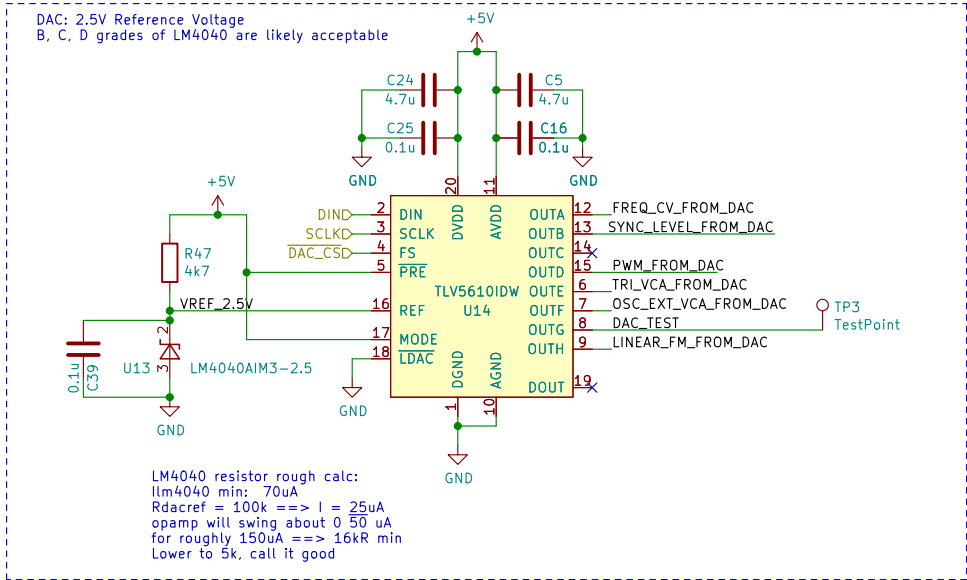 DAC: 2.5V Reference Voltage
B, C, D grades of LM4040 are likely acceptable
+5V
C24
4.7u
C5
4.7u
C25
0.1u
C16
0.1u
GND
GND
20
11
+5V
DIN
2
DIN
DVDD
AVDD
OUTA
12
FREQ_CV_FROM_DAC
SCLK
3
SCLK
OUTB
13
SYNC_LEVEL_FROM_DAC
DAC_CS
4
FS
OUTC
14
R47
4k7
5
PRE
OUTD
15
PWM_FROM_DAC
TLV5610IDW
OUTE
6
TRI_VCA_FROM_DAC
VREF_2.5V
16
REF
U14
OUTF
7
OSC_EXT_VCA_FROM_DAC
TP3
TestPoint
OUTG
8
DAC_TEST
2
17
MODE
OUTH
9
LINEAR_FM_FROM_DAC
18
LDAC
0.1u
C39
U13
3
LM4040AIM3-2.5
DGND
AGND
DOUT
19
GND
GND
1
10
GND
LM4040 resistor rough calc:
Ilm4040 min:  70uA
Rdacref = 100k ==> I = 25uA
opamp will swing about 0 50 uA
for roughly 150uA ==> 16kR min
Lower to 5k, call it good